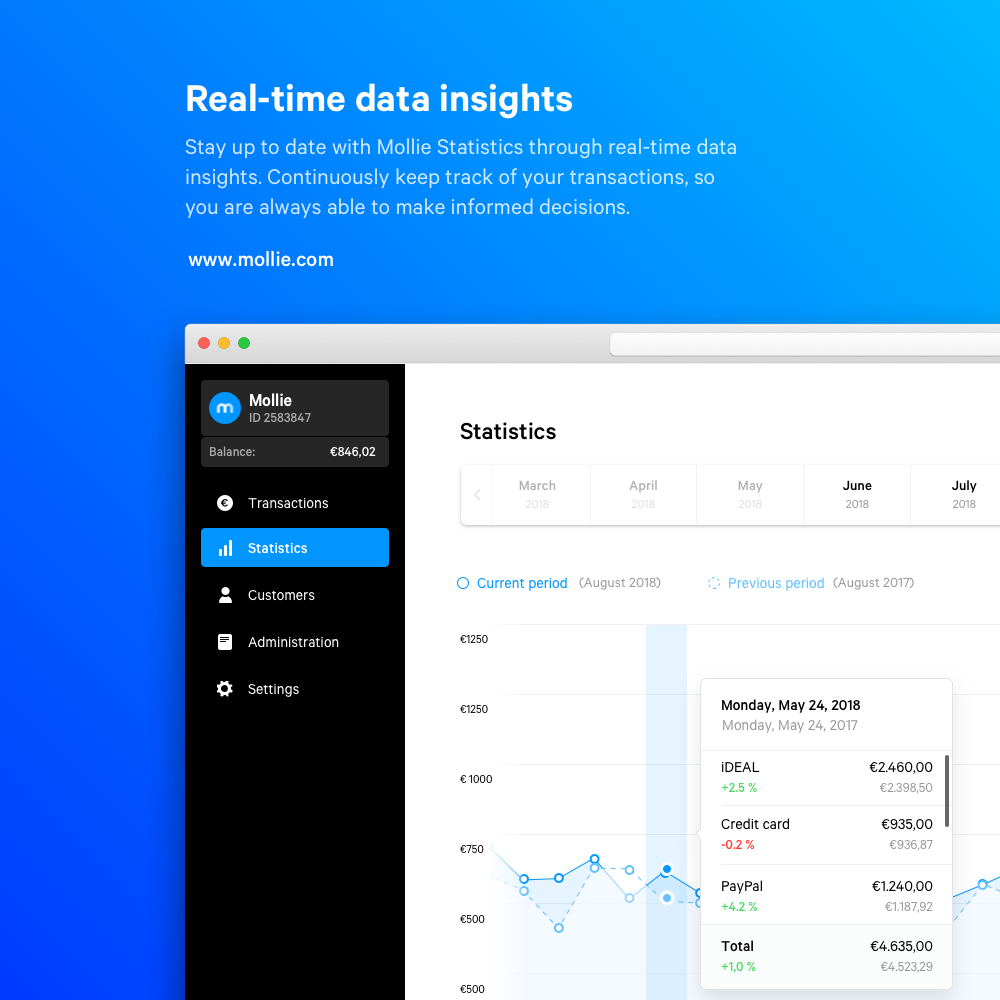 Real-time data insights
Stay up to date with Mollie Statistics through real-time data
insights. Continuously keep track of your transactions, so
you are always able to make informed decisions.
www.mollie.com
Mollie
ID 2583847
Balance: €846,02
Transactions
Statistics
Customers
Administration
Settings
Statistics
March April May June July
2018 2018 2018 2018 2018
Current period (August 2018) Previous period (August 2017)
€1250
€1250
€ 1000
€750
€500
€500
Monday, May 24, 2018
Monday, May 24, 2017
iDEAL €2.460,00
+2.5 % €2.398,50
Credit card €935,00
-0.2 % €936,87
PayPal €1.240,00
+4.2 % €1.187,92
Total €4.635,00
+1,0 % €4.523,29